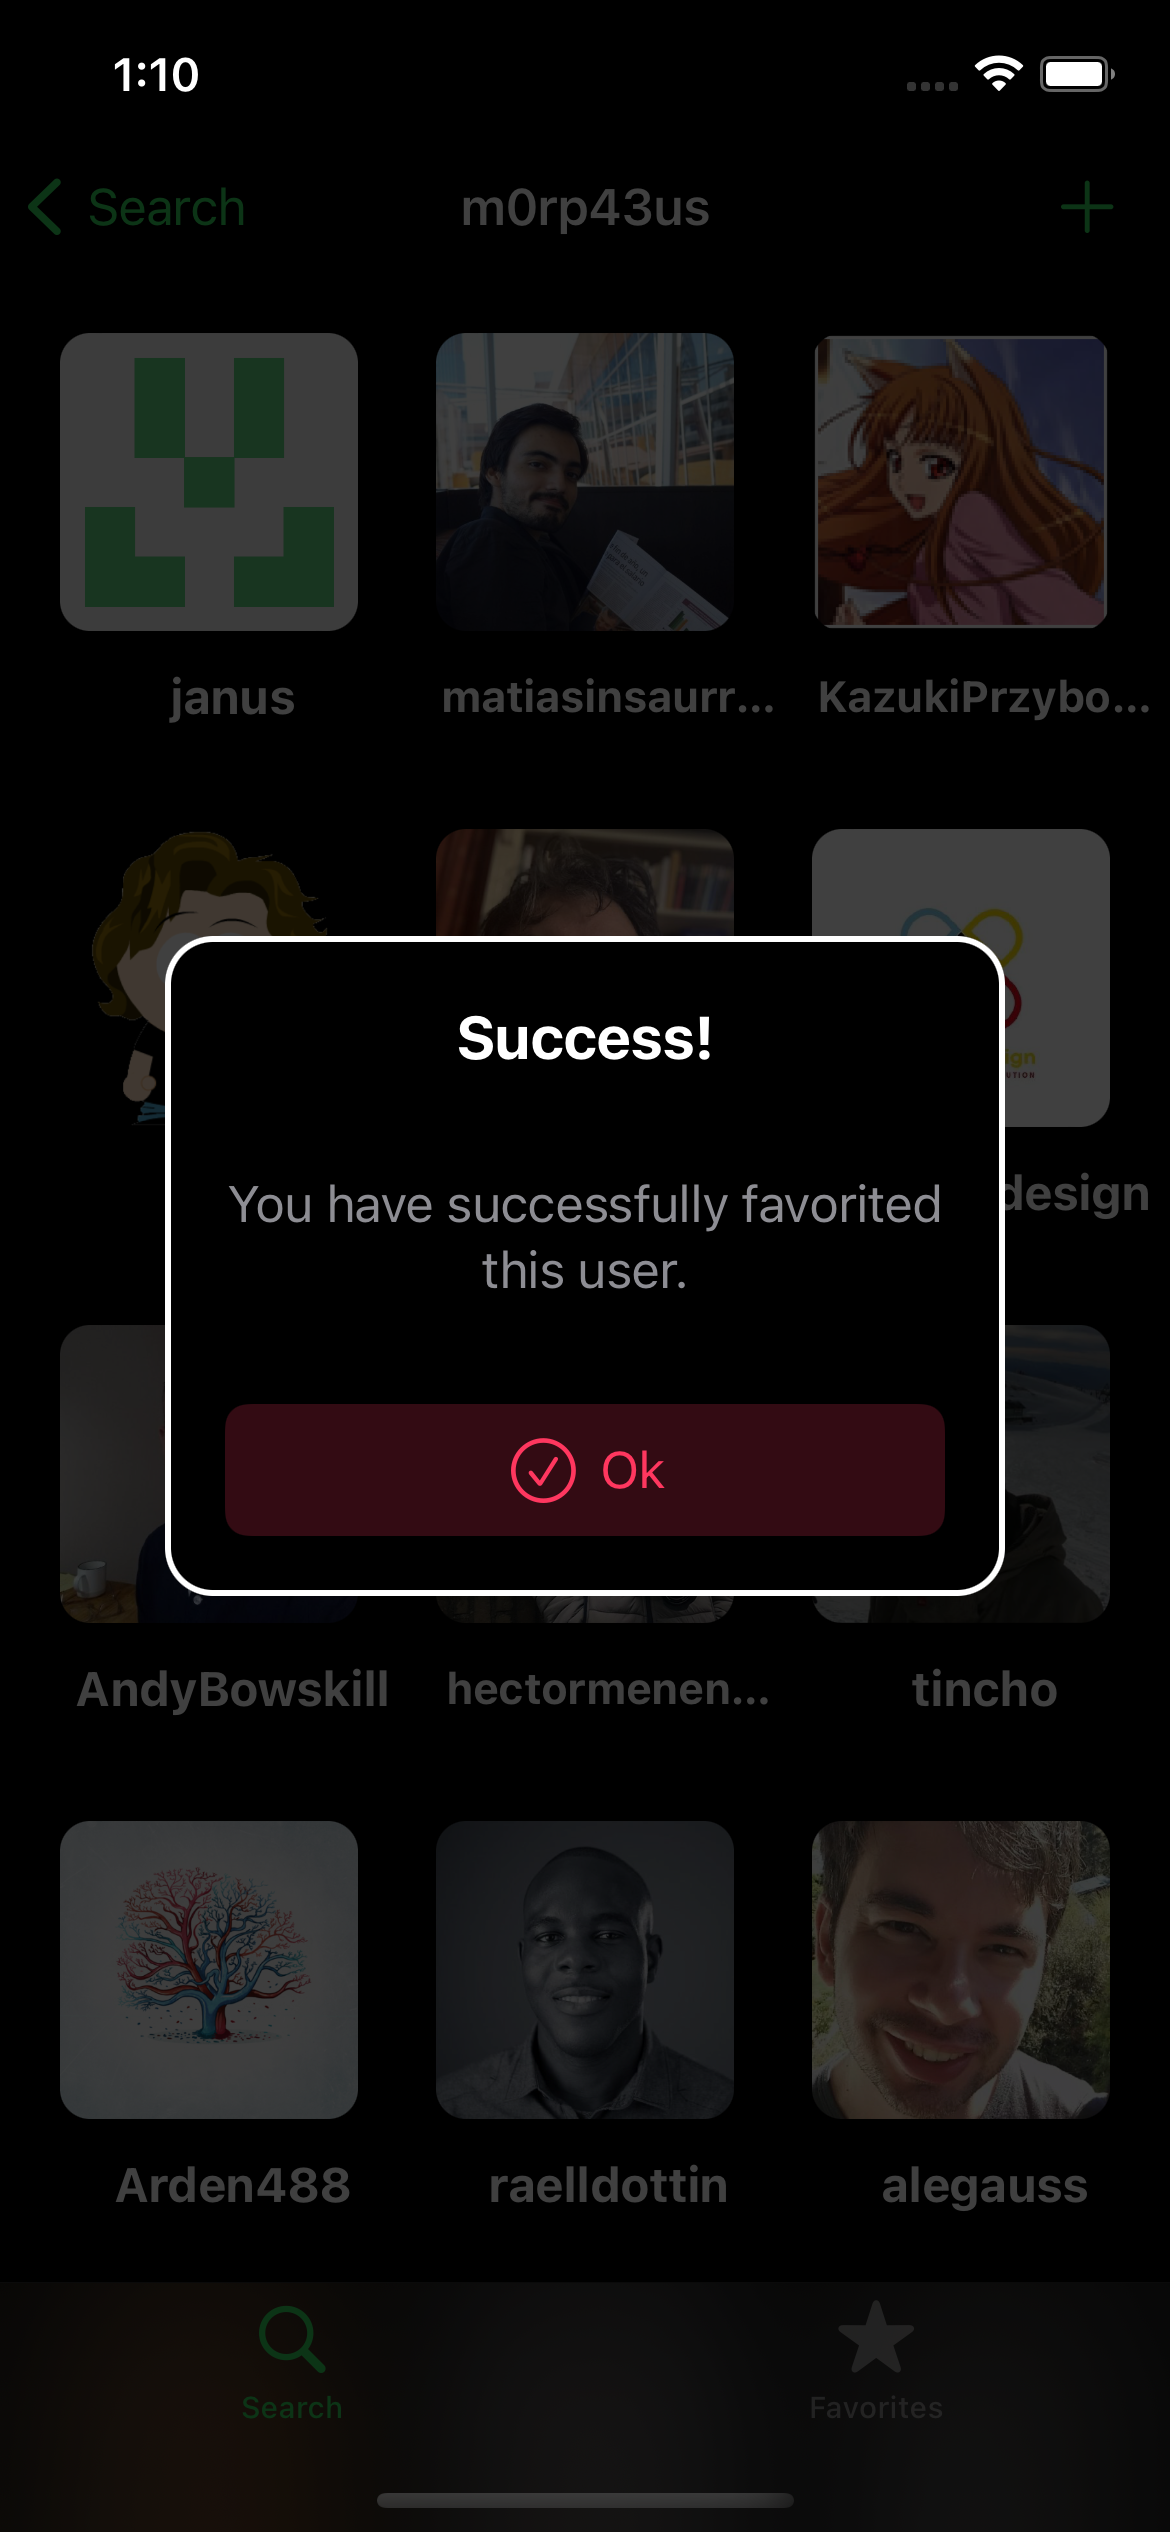 1:10
Search
m0rp43us
janus
matiasinsaurr...
KazukiPrzybo...
Success!
You have successfully favorited
this user.
Ok
design
AndyBowskill
hectormenen...
tincho
Arden488
raelldottin
alegauss
Search
Favorites